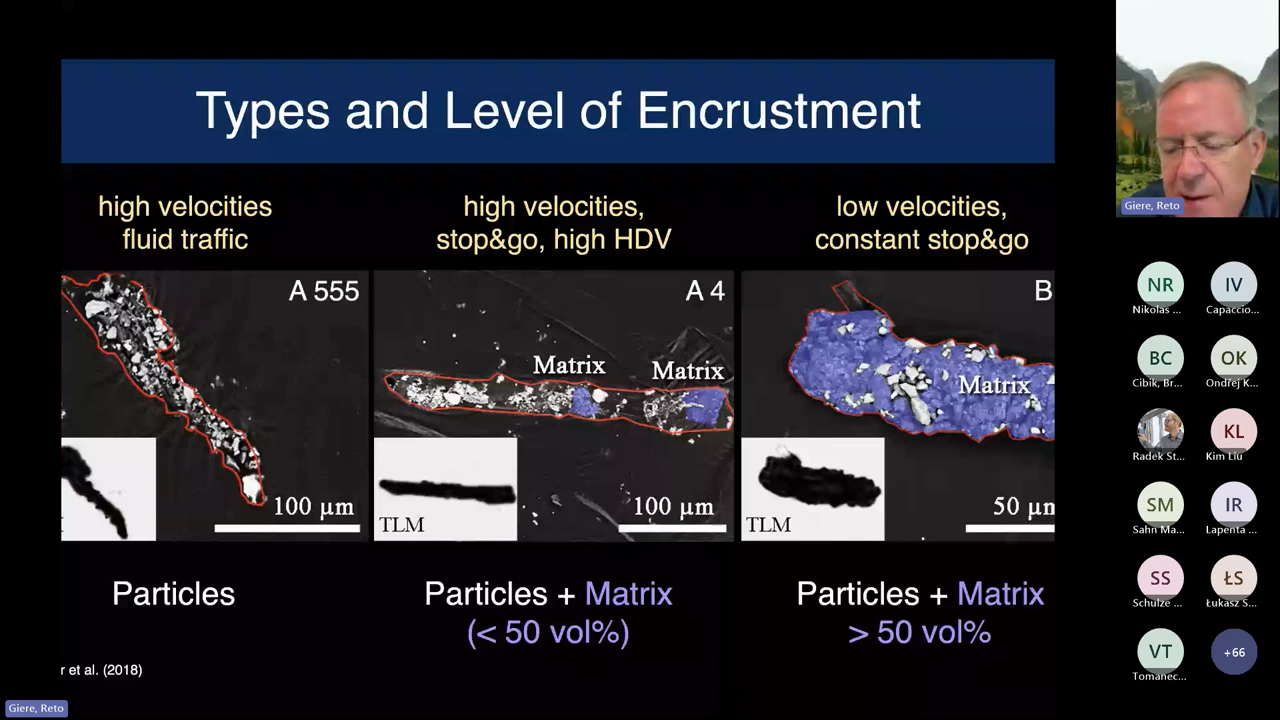 Types and Level of Encrustment
high velocities
fluid traffic
high velocities,
stop&go, high HDV
low velocities,
constant stop&go
A 555
A 4
B
Matrix
Matrix
Matrix
100 µm
100 µm
50 µm
TLM
TLM
Particles
Particles + Matrix
(< 50 vol%)
Particles + Matrix
> 50 vol%
r et al. (2018)
Giere, Reto
Giere, Reto
NR
Nikolas ...
IV
Capaccio...
BC
Cibik, Br...
OK
Ondřej K...
Radek St...
KL
Kim Liu
SM
Sahn Ma...
IR
Lapenta ...
SS
Schulze ...
ŁS
Łukasz S...
VT
Tomanec...
+66